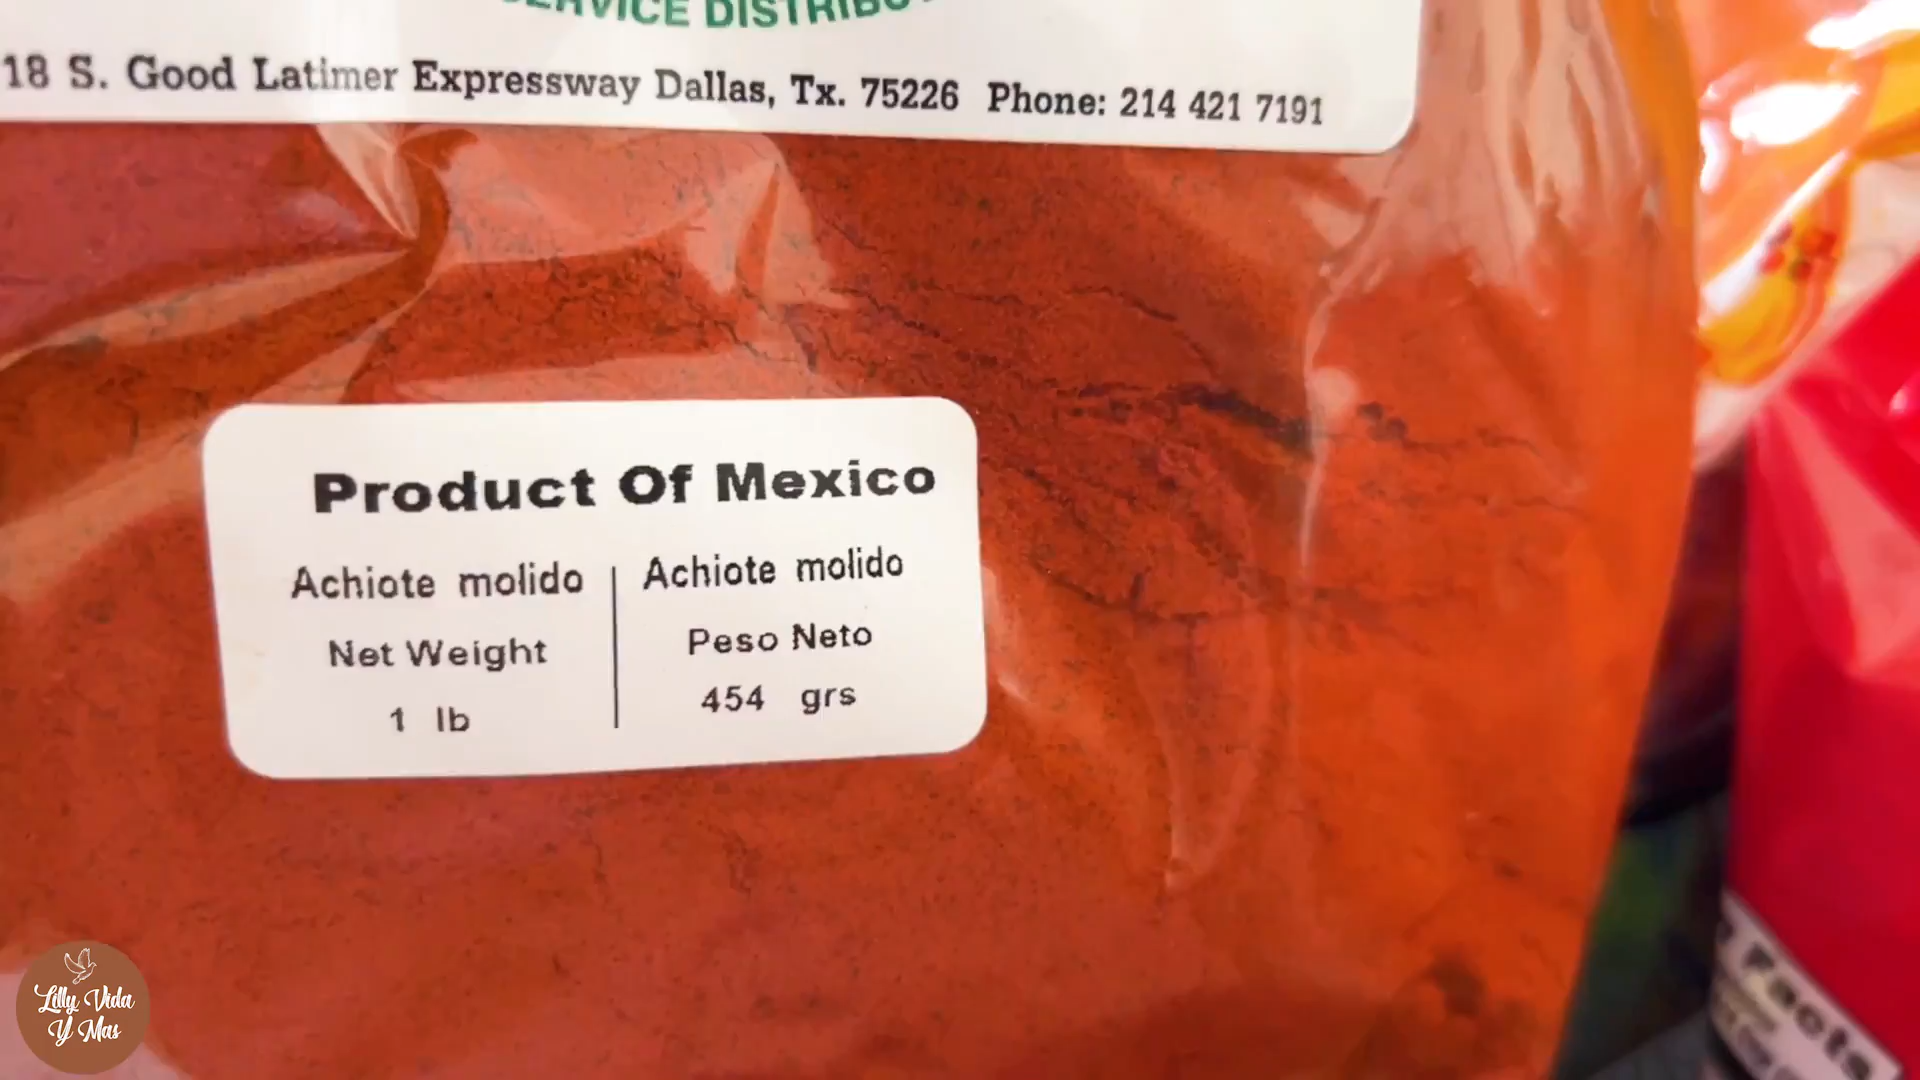 SERVICE DISTRIBU
18 S. Good Latimer Expressway Dallas, Tx. 75226 Phone: 214 421 7191
Product Of Mexico
Achiote molido
Net Weight
1 lb
Achiote molido
Peso Neto
454 grs
Lilly Vida
Y Mas
Facts